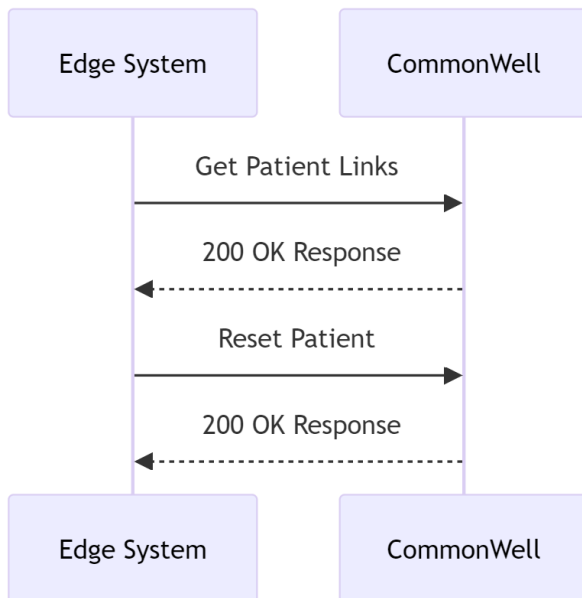 Edge System
CommonWell
Get Patient Links
200 OK Response
Reset Patient
200 OK Response
Edge System
CommonWell